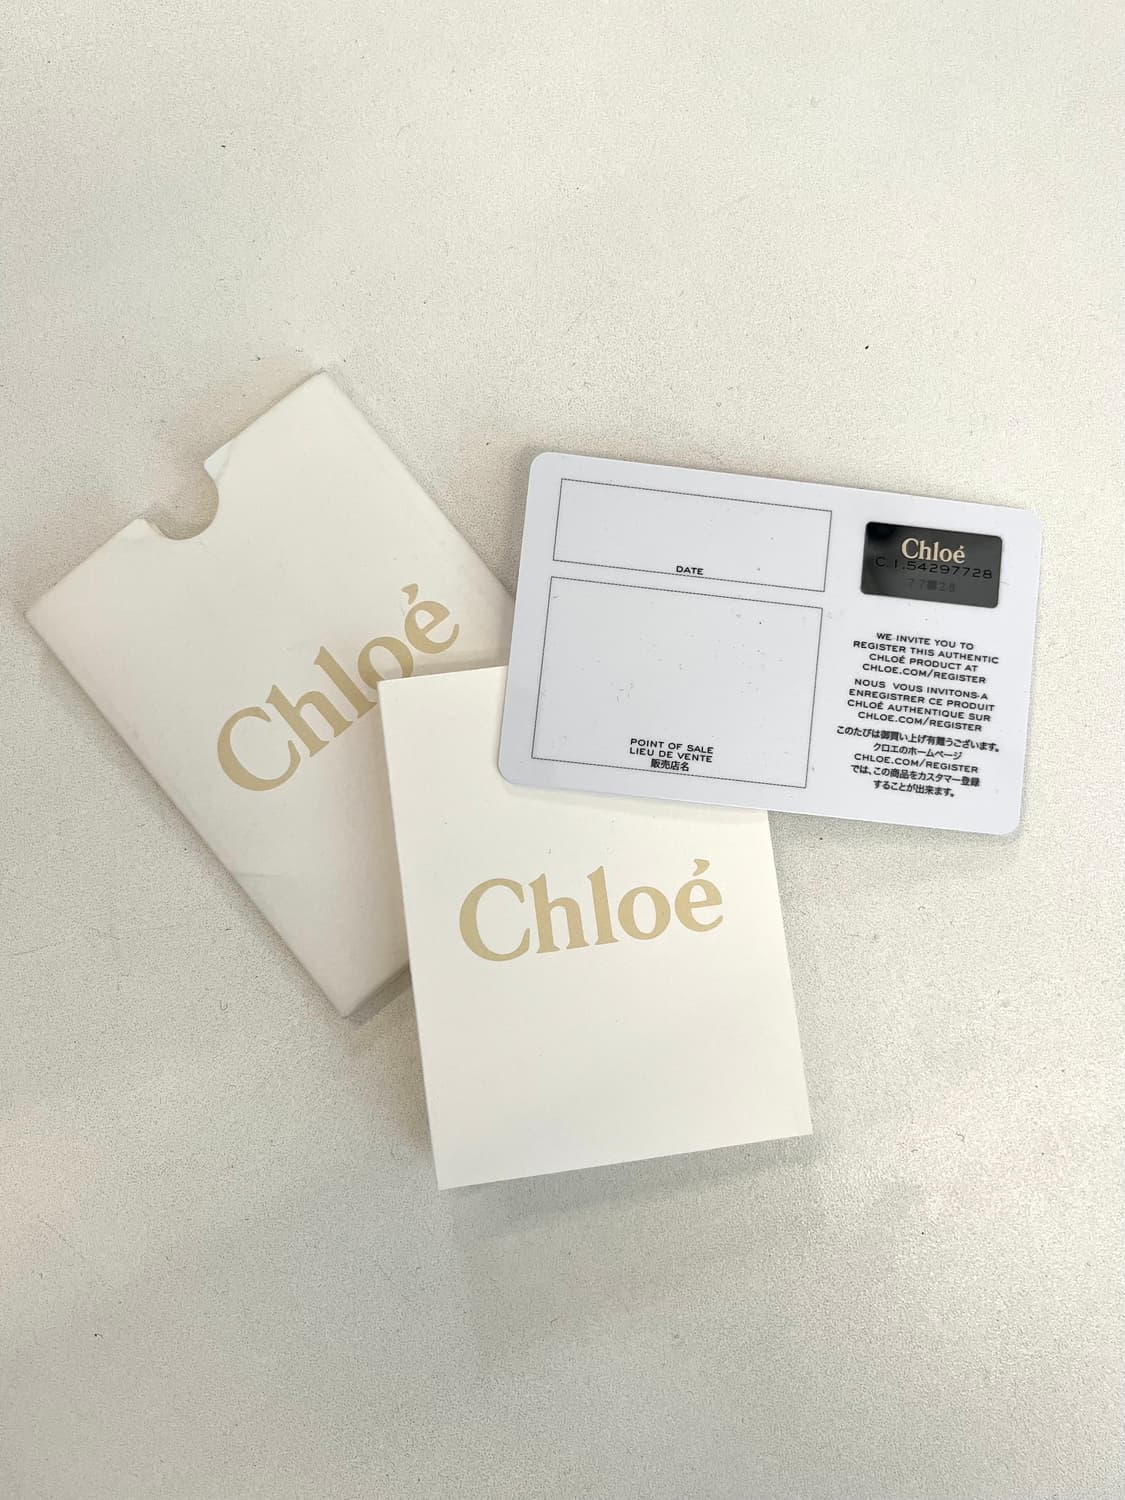 Chloé
Chloé
DATE
POINT OF SALE
LIEU DE VENTE
販売店名
Chloé
C.1.54297728
WE INVITE YOU TO
REGISTER THIS AUTHENTIC
CHLOÉ PRODUCT AT
CHLOE.COM/REGISTER
NOUS VOUS INVITONS A
ENREGISTRER CE PRODUIT
CHLOÉ AUTHENTIQUE SUR
CHLOE.COM/REGISTER
このたびは御買い上げ有難うございます。
クロエのホームページ
CHLOE.COM/REGISTER
では、この商品をカスタマー登録
することが出来ます。